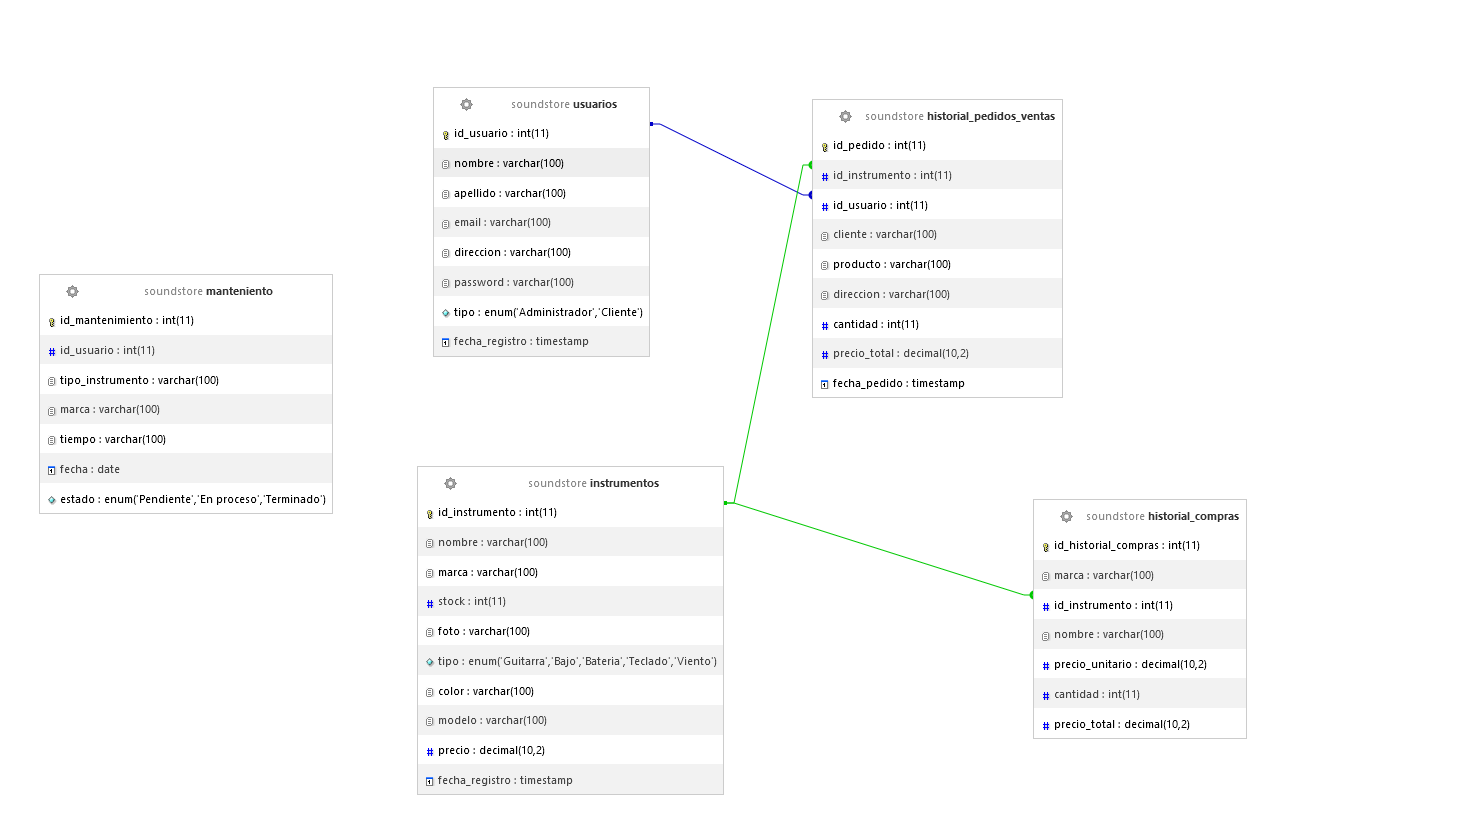 soundstore usuarios
id_usuario : int(11)
nombre : varchar(100)
apellido : varchar(100)
email : varchar(100)
direccion : varchar(100)
password : varchar(100)
tipo : enum('Administrador','Cliente')
fecha_registro : timestamp
soundstore historial_pedidos_ventas
id_pedido : int(11)
id_instrumento : int(11)
id_usuario : int(11)
cliente : varchar(100)
producto : varchar(100)
direccion : varchar(100)
cantidad : int(11)
precio_total : decimal(10,2)
fecha_pedido : timestamp
soundstore manteniento
id_mantenimiento : int(11)
id_usuario : int(11)
tipo_instrumento : varchar(100)
marca : varchar(100)
tiempo : varchar(100)
fecha : date
estado : enum('Pendiente','En proceso','Terminado')
soundstore instrumentos
id_instrumento : int(11)
nombre : varchar(100)
marca : varchar(100)
stock : int(11)
foto : varchar(100)
tipo : enum('Guitarra','Bajo','Bateria','Teclado','Viento')
color : varchar(100)
modelo : varchar(100)
precio : decimal(10,2)
fecha_registro : timestamp
soundstore historial_compras
id_historial_compras : int(11)
marca : varchar(100)
id_instrumento : int(11)
nombre : varchar(100)
precio_unitario : decimal(10,2)
cantidad : int(11)
precio_total : decimal(10,2)